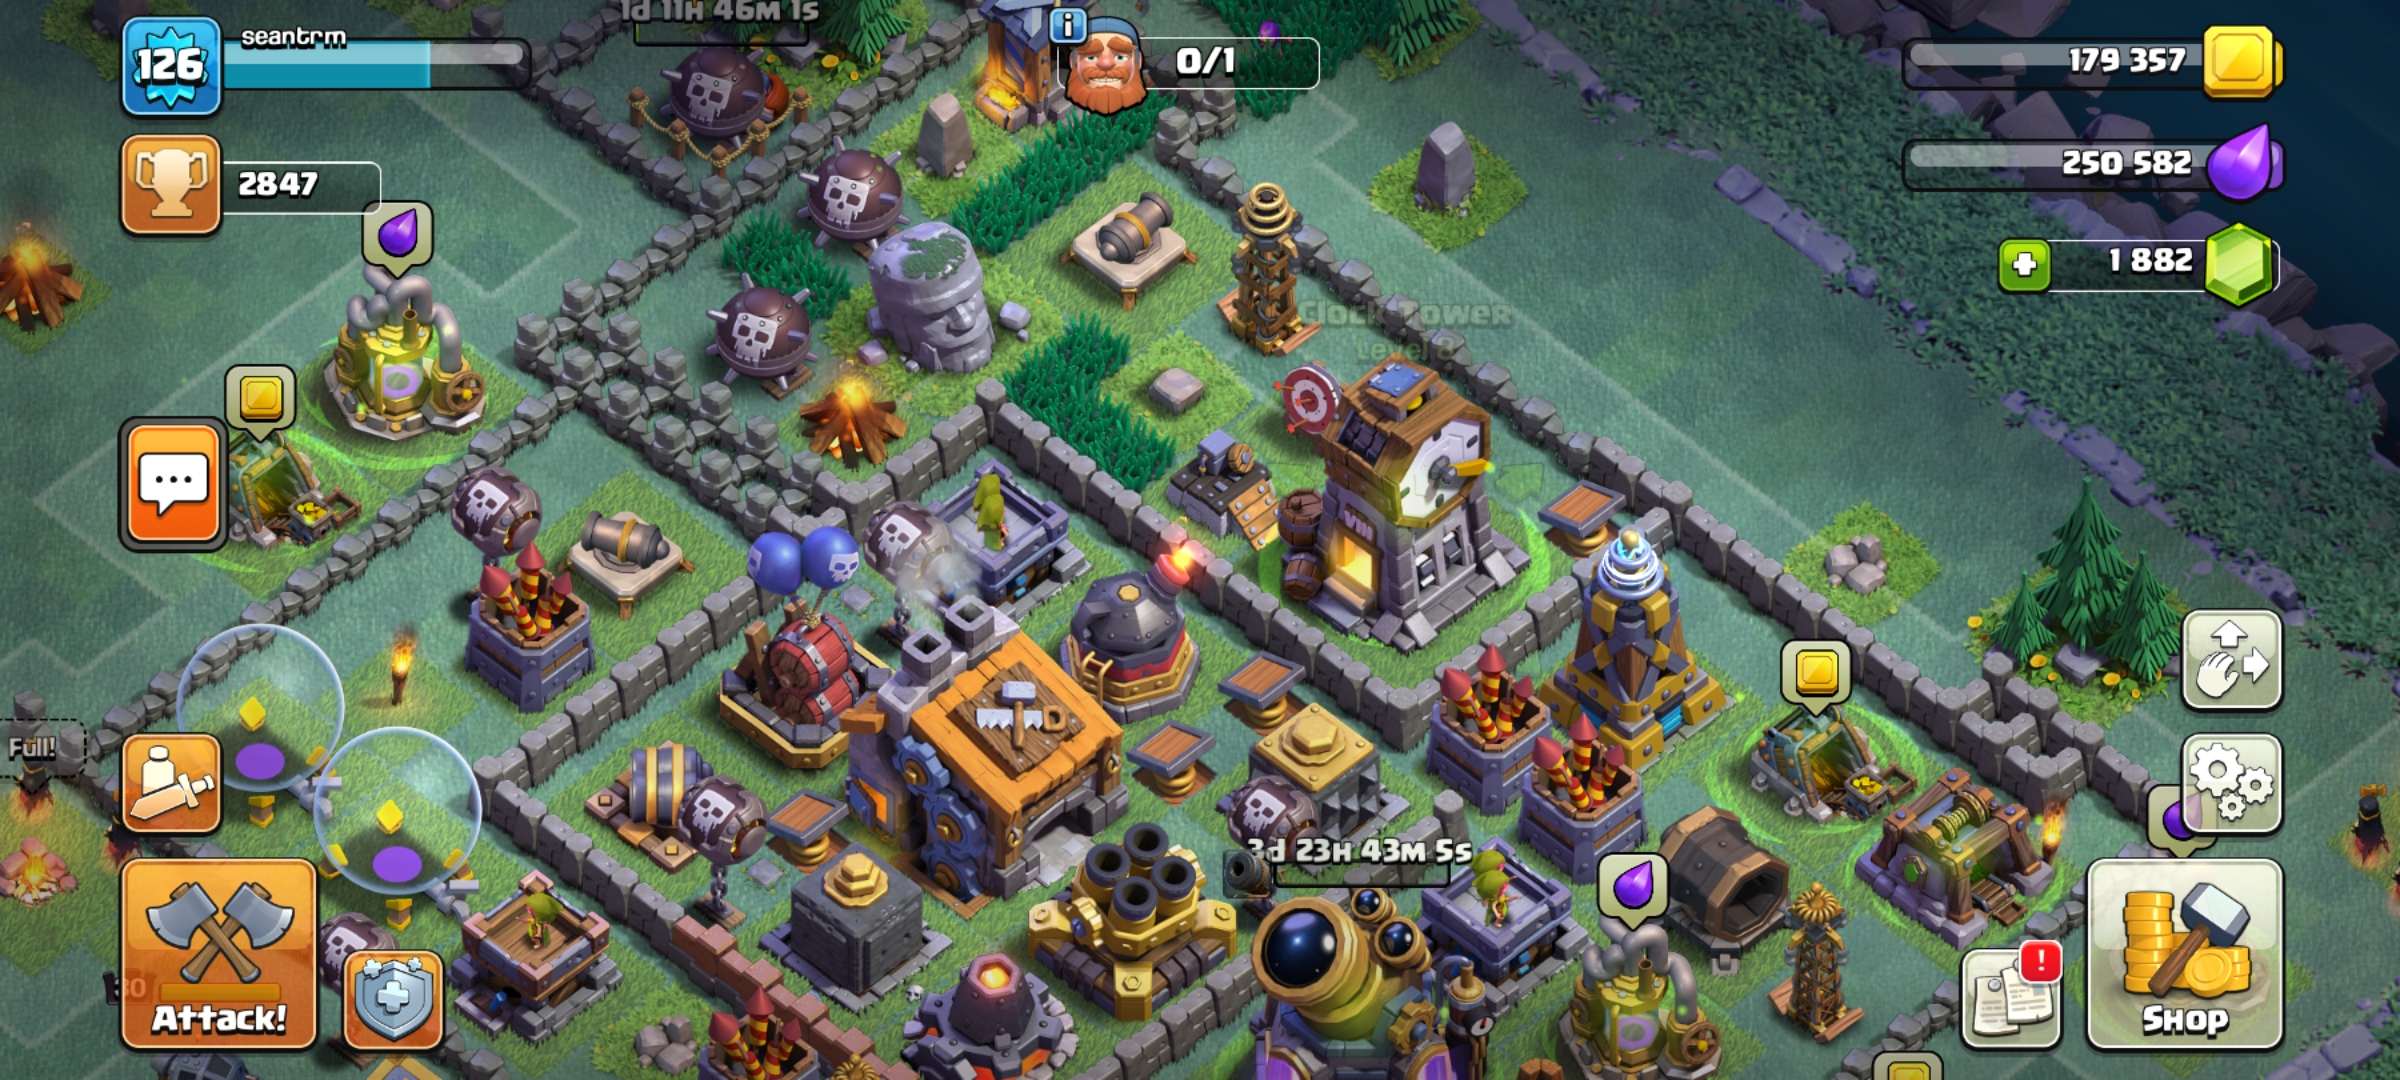 1d 11H 46M 1s
126
seantrm
0/1
179 357
2847
250 582
1 882
Clock Tower
Level 8
VIII
Full!
3d 23H 43M 5s
30
!
Attack!
Shop